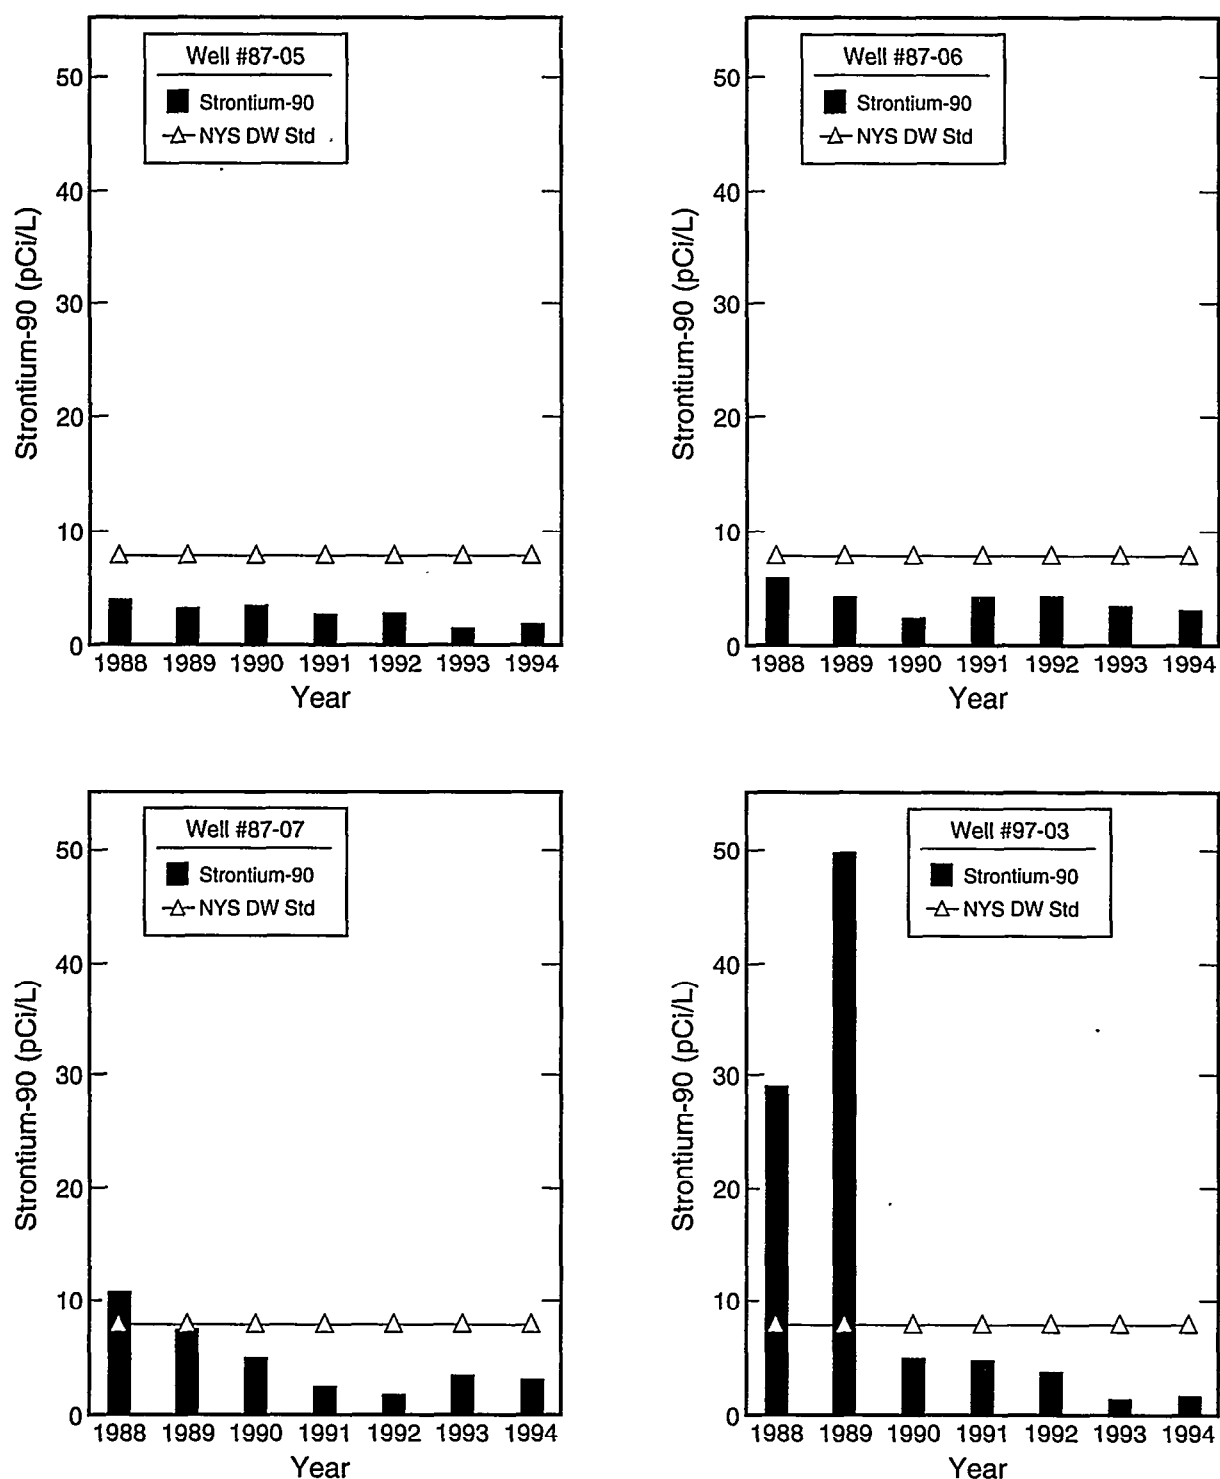 Well #87-05
Strontium-90
NYS DW Std
Strontium-90 (pCi/L)
50
40
30
20
10
0
1988 1989 1990 1991 1992 1993 1994
Year
Well #87-06
Strontium-90
NYS DW Std
Strontium-90 (pCi/L)
50
40
30
20
10
0
1988 1989 1990 1991 1992 1993 1994
Year
Well #87-07
Strontium-90
NYS DW Std
Strontium-90 (pCi/L)
50
40
30
20
10
0
1988 1989 1990 1991 1992 1993 1994
Year
Well #97-03
Strontium-90
NYS DW Std
Strontium-90 (pCi/L)
50
40
30
20
10
0
1988 1989 1990 1991 1992 1993 1994
Year